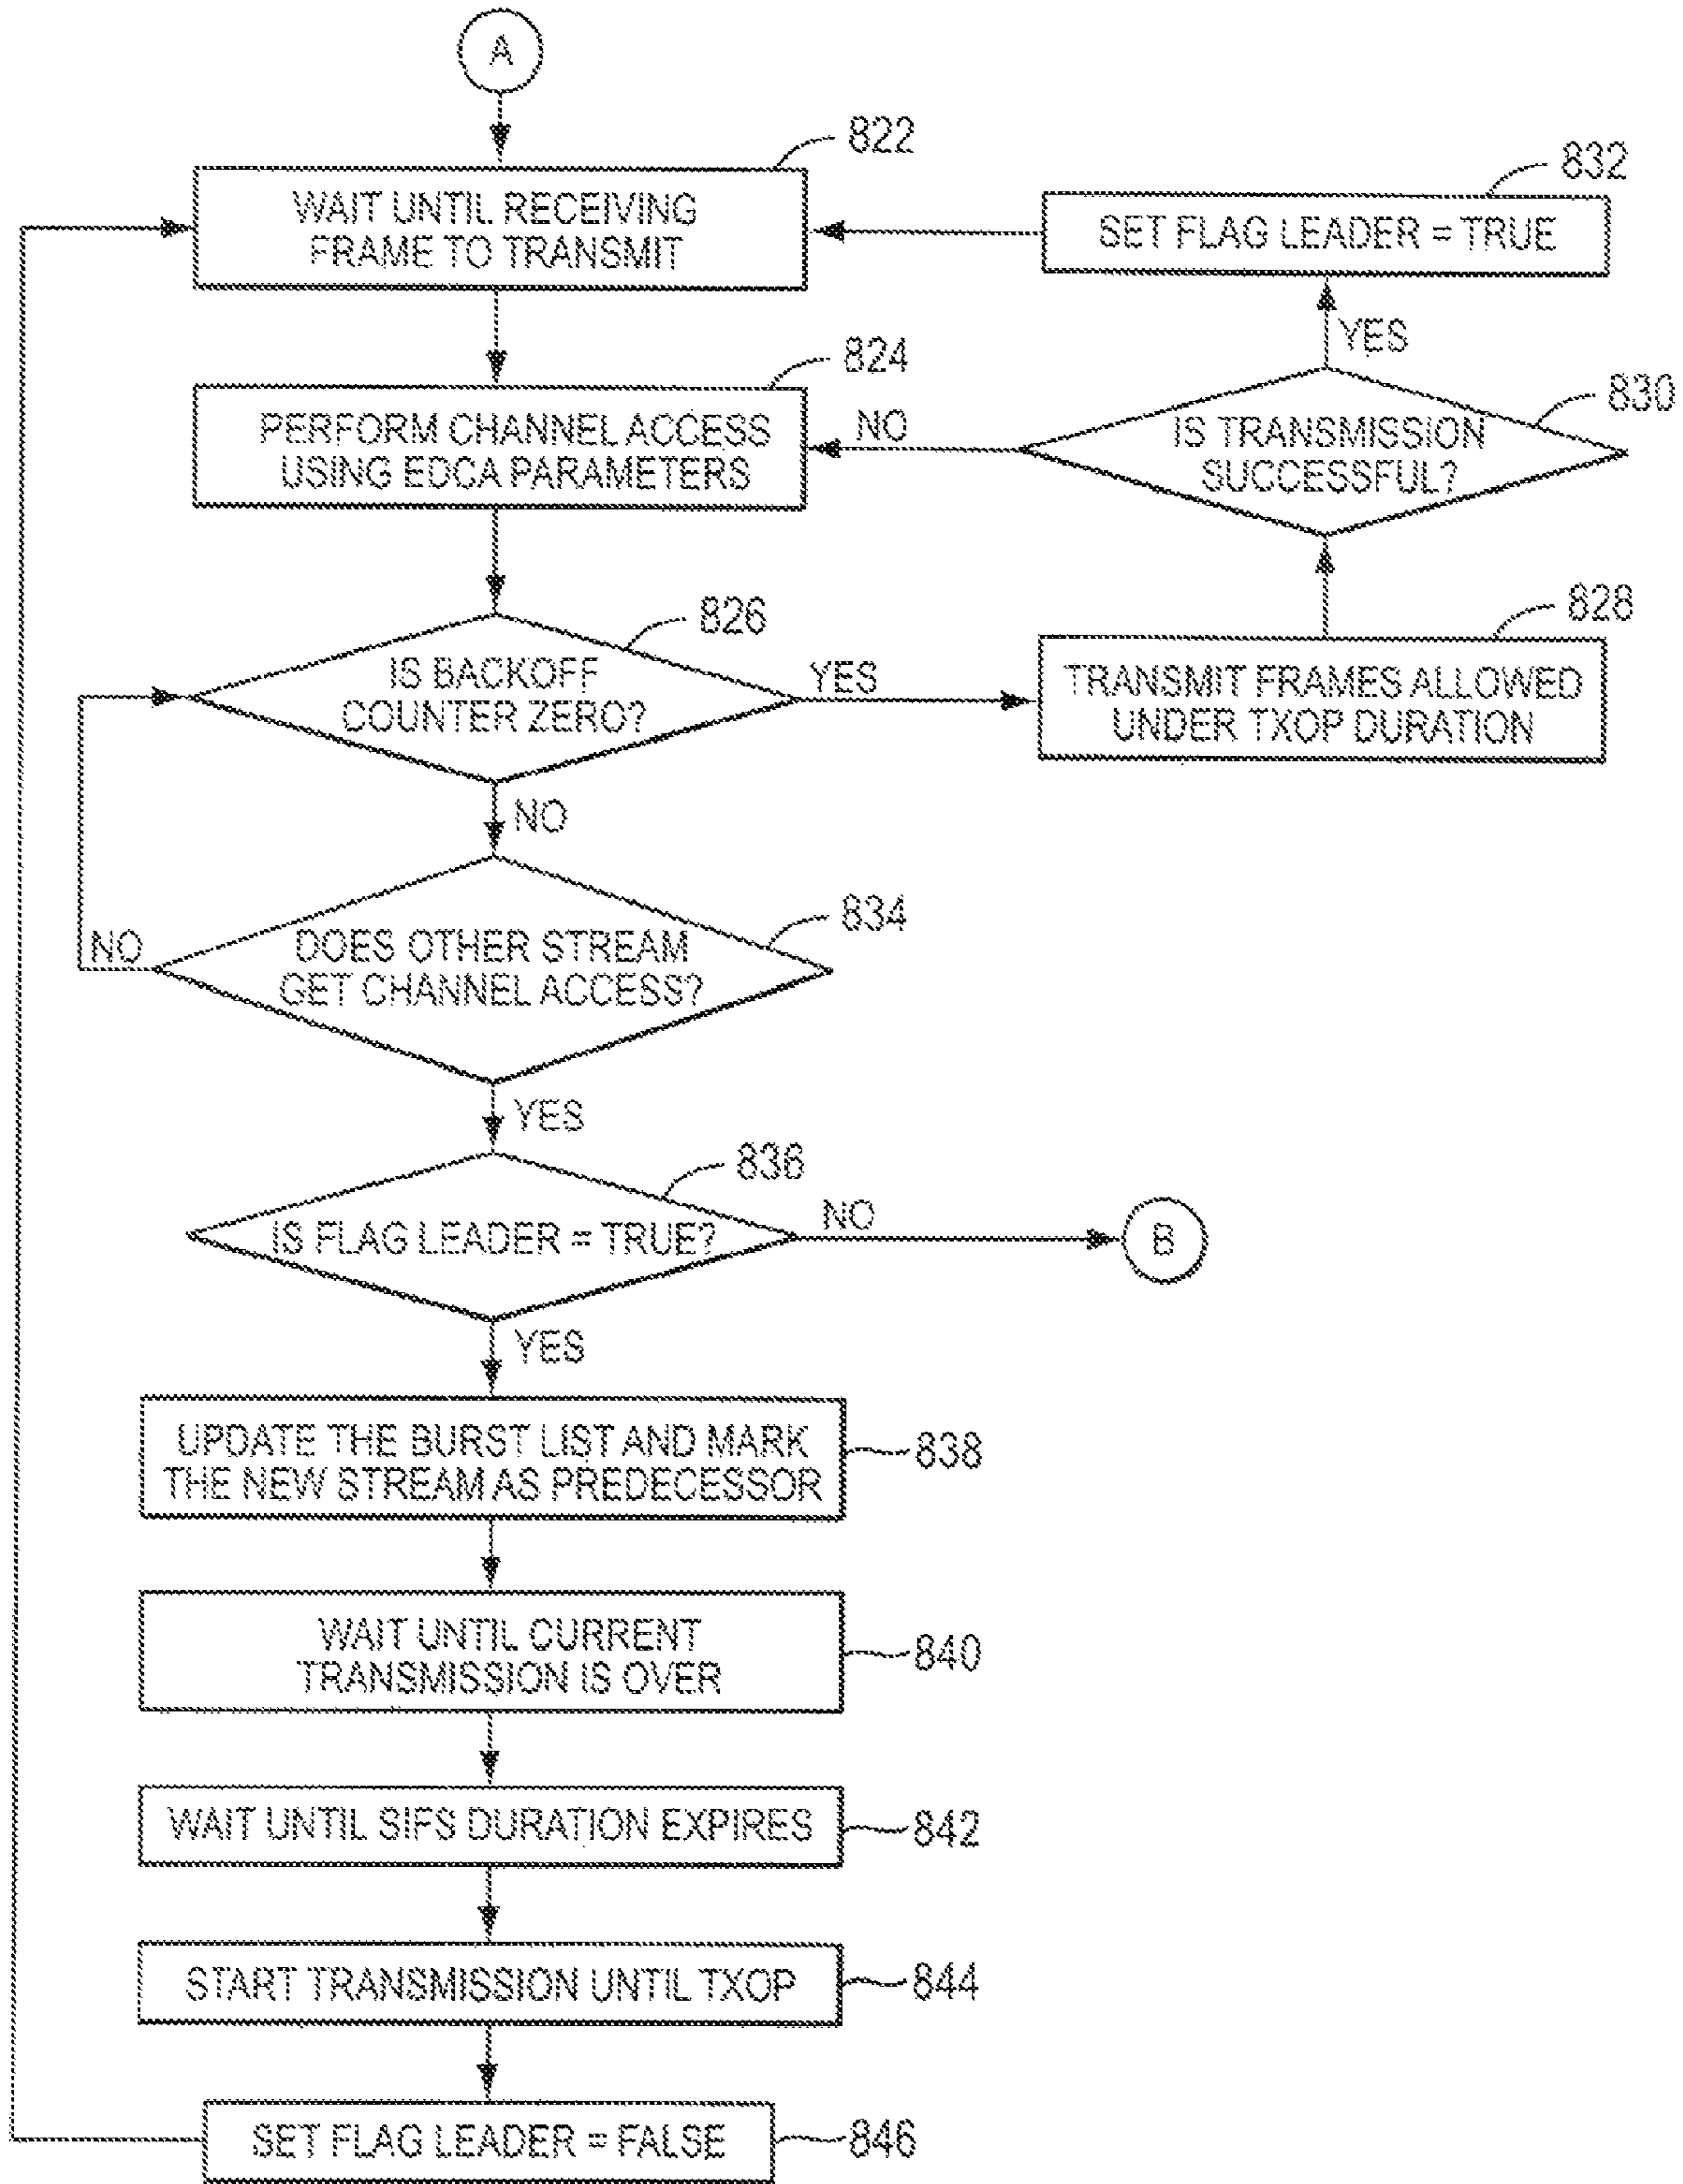 A
822
WAIT UNTIL RECEIVING
FRAME TO TRANSMIT
832
SET FLAG LEADER = TRUE
YES
824
PERFORM CHANNEL ACCESS
USING EDCA PARAMETERS
NO
830
IS TRANSMISSION
SUCCESSFUL?
826
IS BACKOFF
COUNTER ZERO?
YES
828
TRANSMIT FRAMES ALLOWED
UNDER TXOP DURATION
NO
834
DOES OTHER STREAM
GET CHANNEL ACCESS?
NO
YES
836
IS FLAG LEADER = TRUE?
NO
B
YES
UPDATE THE BURST LIST AND MARK
THE NEW STREAM AS PREDECESSOR
838
WAIT UNTIL CURRENT
TRANSMISSION IS OVER
840
WAIT UNTIL SIFS DURATION EXPIRES
842
START TRANSMISSION UNTIL TXOP
844
SET FLAG LEADER = FALSE
846